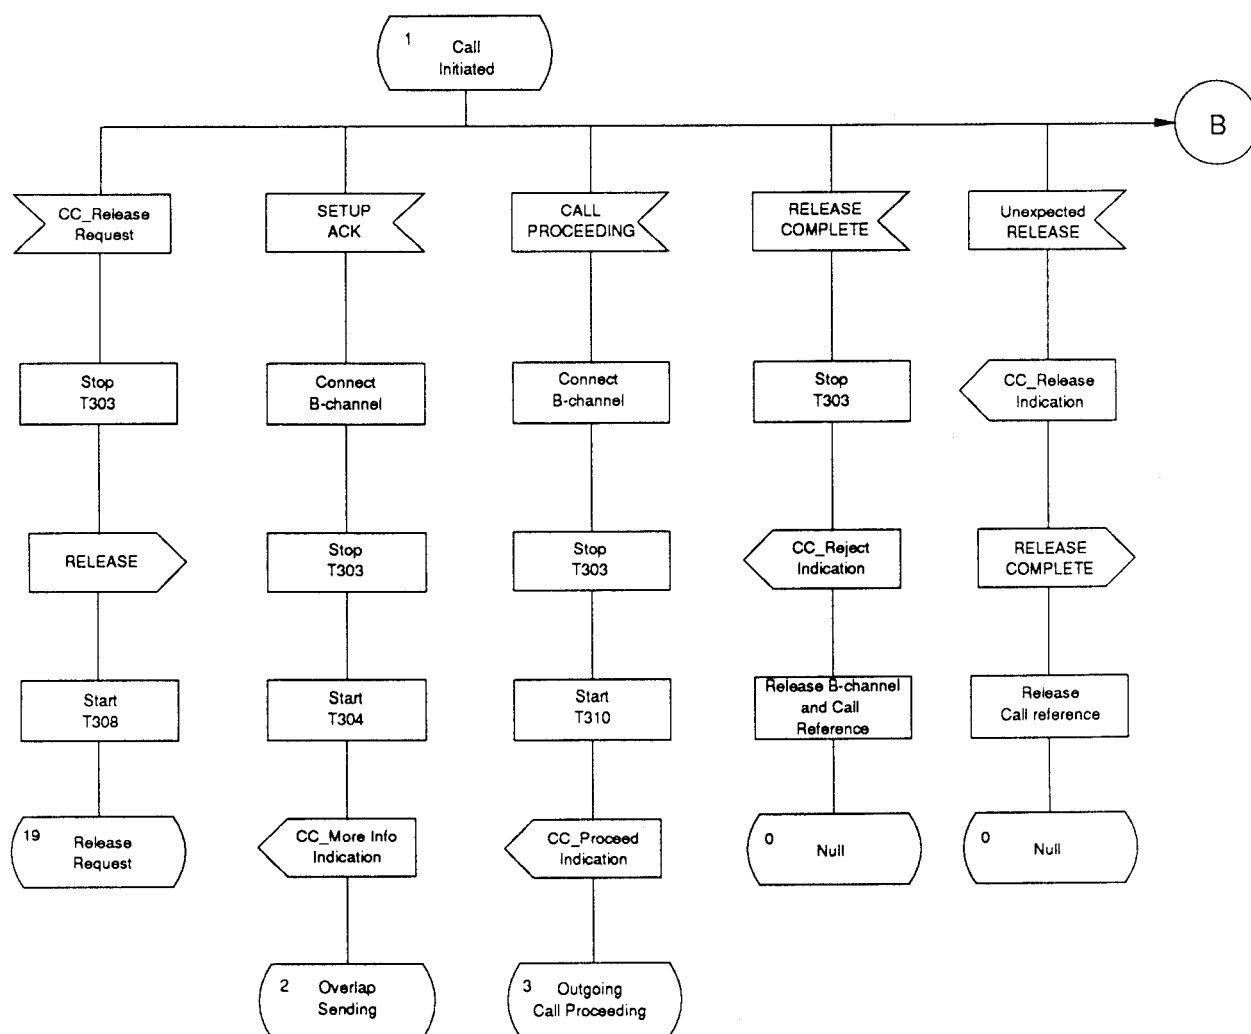 1
Call
Initiated
B
CC_Release
Request
SETUP
ACK
CALL
PROCEEDING
RELEASE
COMPLETE
Unexpected
RELEASE
Stop
T303
Connect
B-channel
Connect
B-channel
Stop
T303
CC_Release
Indication
RELEASE
Stop
T303
Stop
T303
CC_Reject
Indication
RELEASE
COMPLETE
Start
T308
Start
T304
Start
T310
Release B-channel
and Call
Reference
Release
Call reference
19
Release
Request
CC_More Info
Indication
CC_Proceed
Indication
0
Null
0
Null
2
Overlap
Sending
3
Outgoing
Call Proceeding